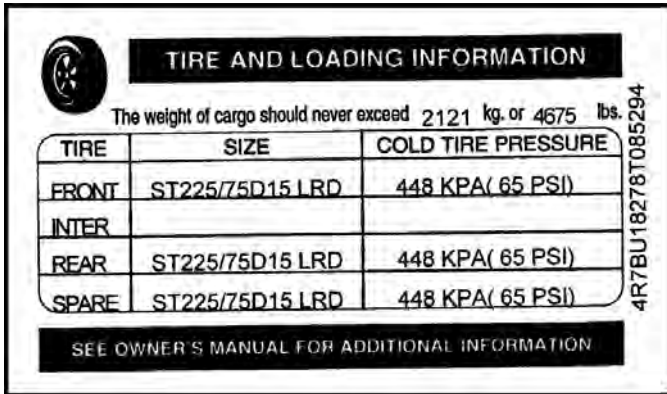 TIRE AND LOADING INFORMATION
The weight of cargo should never exceed 2121 kg. or 4675 lbs.
TIRE SIZE COLD TIRE PRESSURE
FRONT ST225/75D15 LRD 448 KPA( 65 PSI)
INTER
REAR ST225/75D15 LRD 448 KPA( 65 PSI)
SPARE ST225/75D15 LRD 448 KPA( 65 PSI)
SEE OWNER'S MANUAL FOR ADDITIONAL INFORMATION
4R7BU18278T085294